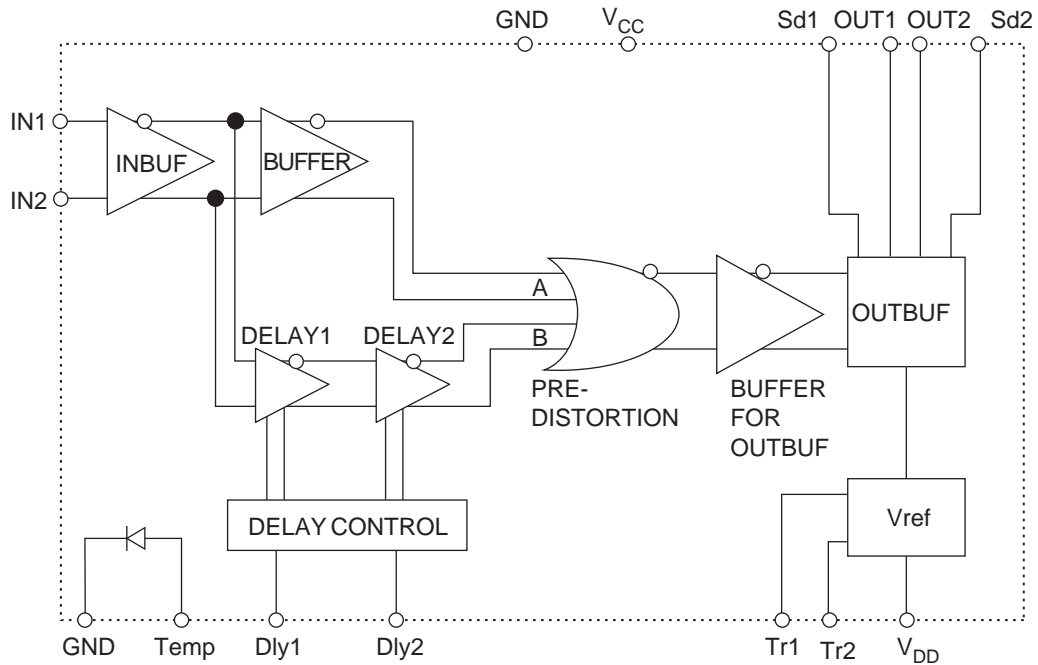 GND
VCC
Sd1
OUT1
OUT2
Sd2
IN1
IN2
INBUF
BUFFER
A
B
DELAY1
DELAY2
PRE-
DISTORTION
BUFFER
FOR
OUTBUF
OUTBUF
DELAY CONTROL
Vref
GND
Temp
Dly1
Dly2
Tr1
Tr2
VDD